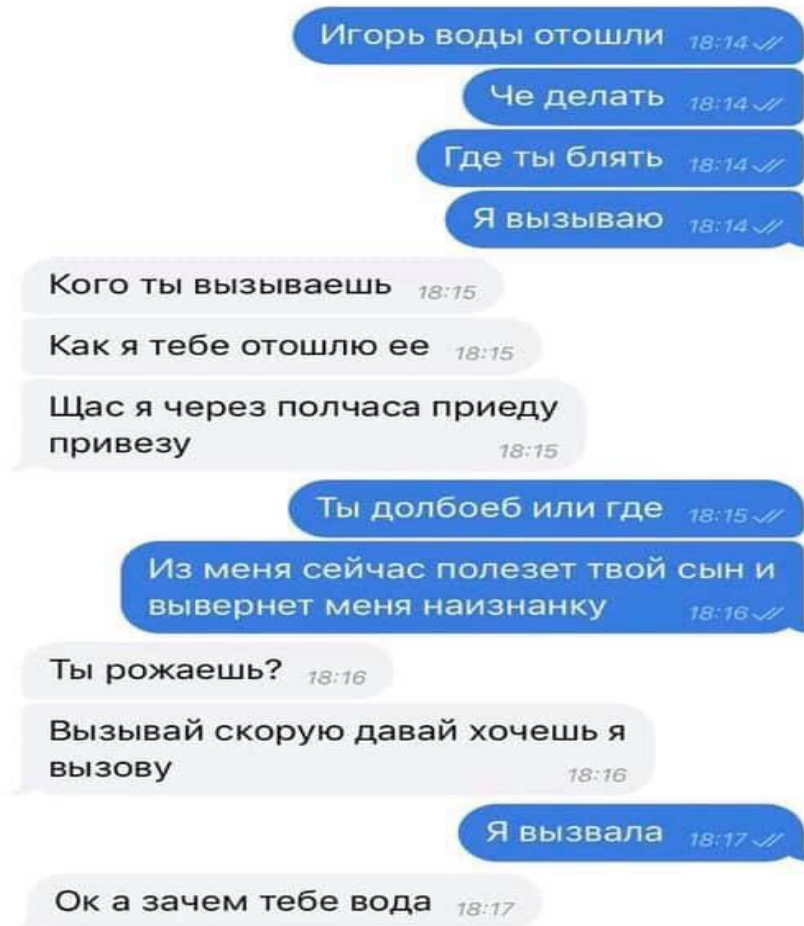 Игорь воды отошли 18:14
Че делать 18:14
Где ты блять 18:14
Я вызываю 18:14
Кого ты вызываешь 18:15
Как я тебе отошлю ее 18:15
Щас я через полчаса приеду
привезу 18:15
Ты долбоеб или где 18:15
Из меня сейчас полезет твой сын и
вывернет меня наизнанку 18:16
Ты рожаешь? 18:16
Вызывай скорую давай хочешь я
вызову 18:16
Я вызвала 18:17
Ок а зачем тебе вода 18:17